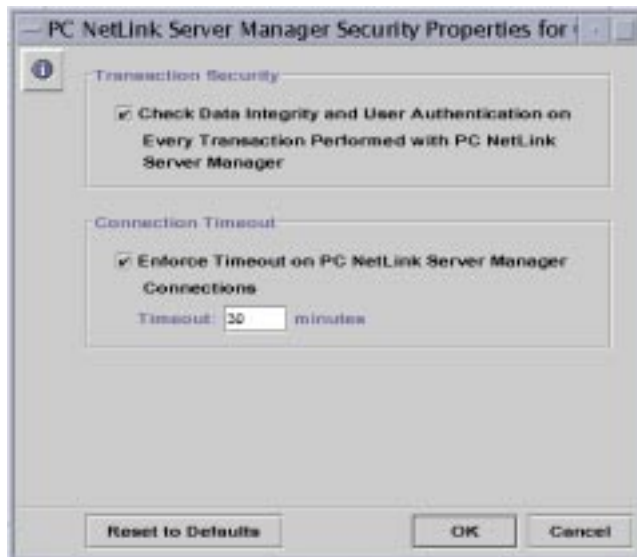 PC NetLink Server Manager Security Properties for
Transaction Security
Check Data Integrity and User Authentication on
Every Transaction Performed with PC NetLink
Server Manager
Connection Timeout
Enforce Timeout on PC NetLink Server Manager
Connections
Timeout: 30 minutes
Reset to Defaults OK Cancel